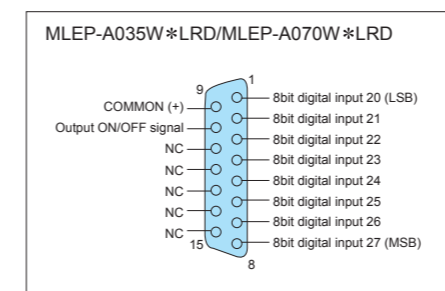 MLEP-A035W*LRD/MLEP-A070W*LRD
1
9
COMMON (+)
8bit digital input 20 (LSB)
Output ON/OFF signal
8bit digital input 21
NC
8bit digital input 22
NC
8bit digital input 23
NC
8bit digital input 24
NC
8bit digital input 25
NC
8bit digital input 26
15
8bit digital input 27 (MSB)
8